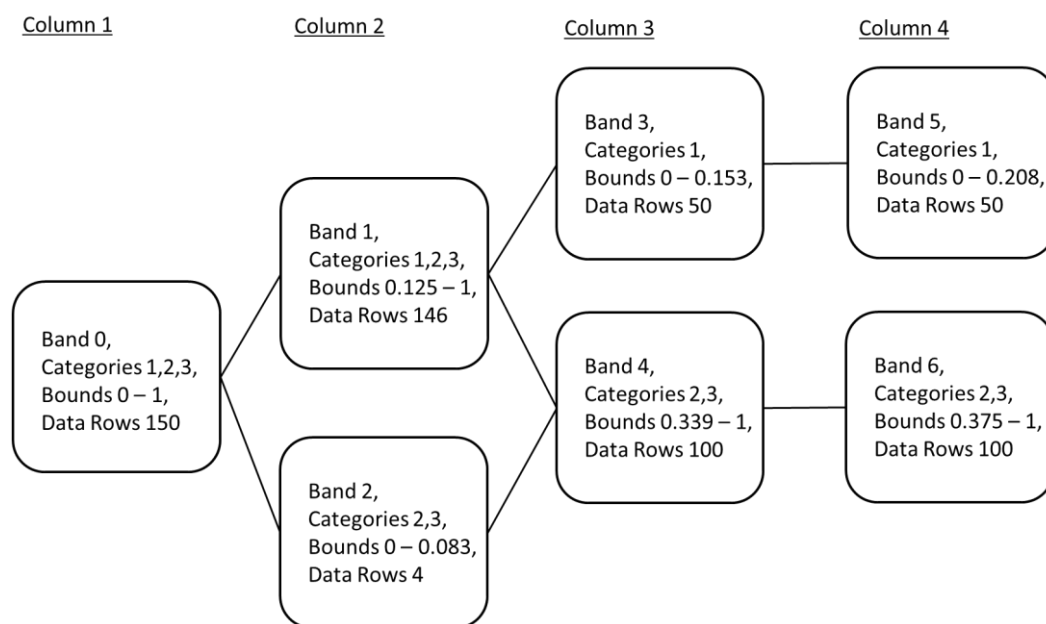 Column 1
Column 2
Column 3
Column 4
Band 0,
Categories 1,2,3,
Bounds 0 – 1,
Data Rows 150
Band 1,
Categories 1,2,3,
Bounds 0.125 – 1,
Data Rows 146
Band 2,
Categories 2,3,
Bounds 0 – 0.083,
Data Rows 4
Band 3,
Categories 1,
Bounds 0 – 0.153,
Data Rows 50
Band 4,
Categories 2,3,
Bounds 0.339 – 1,
Data Rows 100
Band 5,
Categories 1,
Bounds 0 – 0.208,
Data Rows 50
Band 6,
Categories 2,3,
Bounds 0.375 – 1,
Data Rows 100